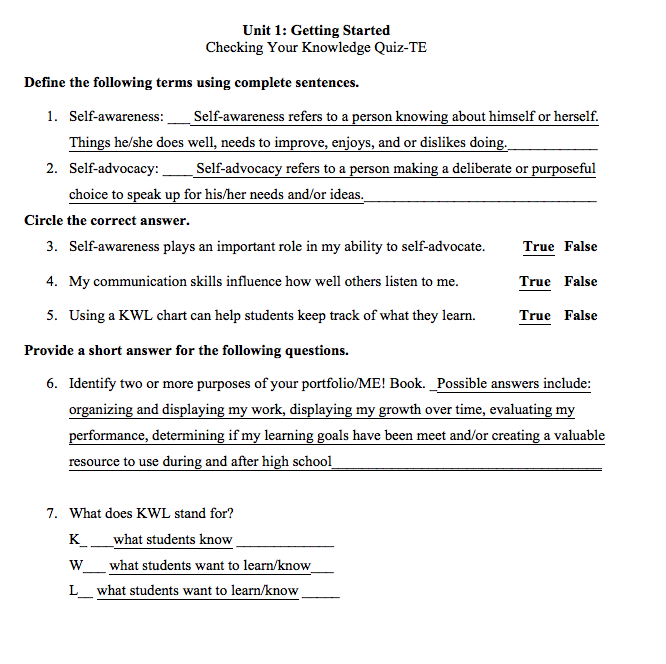 Unit 1: Getting Started
Checking Your Knowledge Quiz-TE
Define the following terms using complete sentences.
1. Self-awareness: ___ Self-awareness refers to a person knowing about himself or herself.
Things he/she does well, needs to improve, enjoys, and or dislikes doing.____________
2. Self-advocacy: ____ Self-advocacy refers to a person making a deliberate or purposeful
choice to speak up for his/her needs and/or ideas.______________________________
Circle the correct answer.
3. Self-awareness plays an important role in my ability to self-advocate. True False
4. My communication skills influence how well others listen to me. True False
5. Using a KWL chart can help students keep track of what they learn. True False
Provide a short answer for the following questions.
6. Identify two or more purposes of your portfolio/ME! Book. _Possible answers include:
organizing and displaying my work, displaying my growth over time, evaluating my
performance, determining if my learning goals have been meet and/or creating a valuable
resource to use during and after high school___________________________________
7. What does KWL stand for?
K_ ___what students know _____________
W___ what students want to learn/know___
L__ what students want to learn/know _____